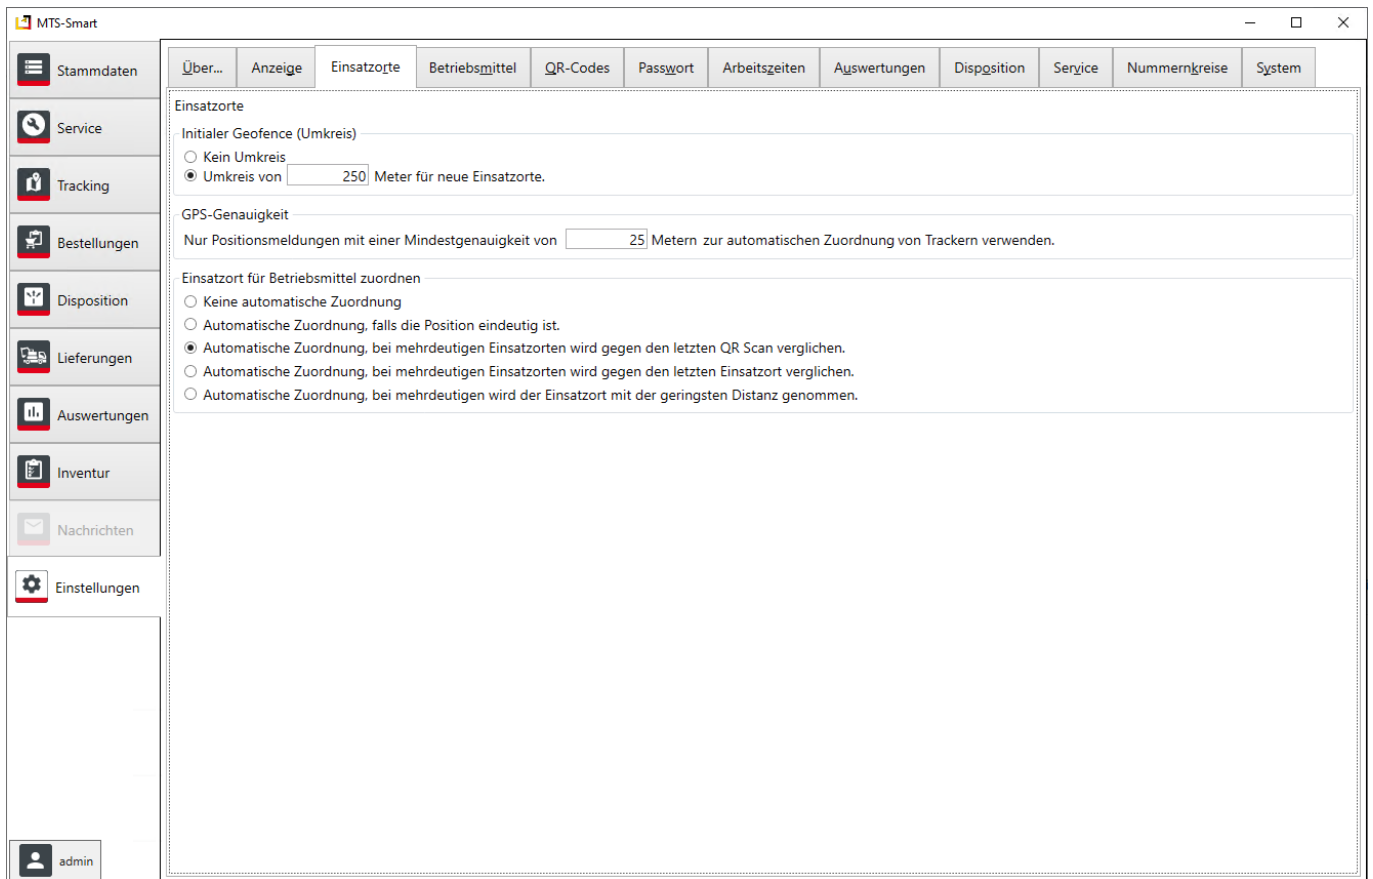 MTS-Smart
Stammdaten
Service
Tracking
Bestellungen
Disposition
Lieferungen
Auswertungen
Inventur
Nachrichten
Einstellungen
admin
Über... Anzeige Einsatzorte Betriebsmittel QR-Codes Passwort Arbeitszeiten Auswertungen Disposition Service Nummernkreise System
Einsatzorte
Initialer Geofence (Umkreis)
Kein Umkreis
Umkreis von 250 Meter für neue Einsatzorte.
GPS-Genauigkeit
Nur Positionsmeldungen mit einer Mindestgenauigkeit von 25 Metern zur automatischen Zuordnung von Trackern verwenden.
Einsatzort für Betriebsmittel zuordnen
Keine automatische Zuordnung
Automatische Zuordnung, falls die Position eindeutig ist.
Automatische Zuordnung, bei mehrdeutigen Einsatzorten wird gegen den letzten QR Scan verglichen.
Automatische Zuordnung, bei mehrdeutigen Einsatzorten wird gegen den letzten Einsatzort verglichen.
Automatische Zuordnung, bei mehrdeutigen wird der Einsatzort mit der geringsten Distanz genommen.